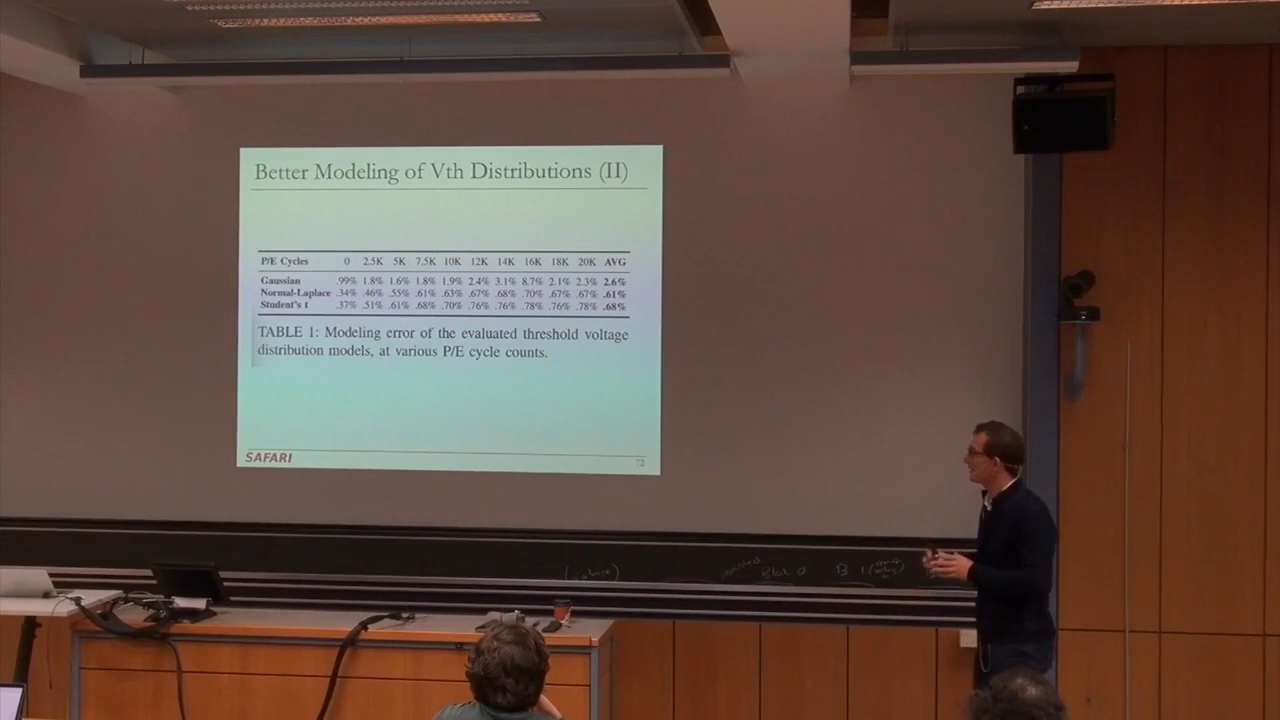 Better Modeling of Vth Distributions (II)
P/E Cycles 0 2.5K 5K 7.5K 10K 12K 14K 16K 18K 20K AVG
Gaussian .99% 1.8% 1.6% 1.8% 1.9% 2.4% 3.1% 8.7% 2.1% 2.3% 2.6%
Normal-Laplace .34% .46% .55% .61% .63% .67% .68% .70% .67% .67% .61%
Student's t .37% .51% .61% .68% .70% .76% .76% .78% .76% .78% .68%
TABLE 1: Modeling error of the evaluated threshold voltage
distribution models, at various P/E cycle counts.
SAFARI
72